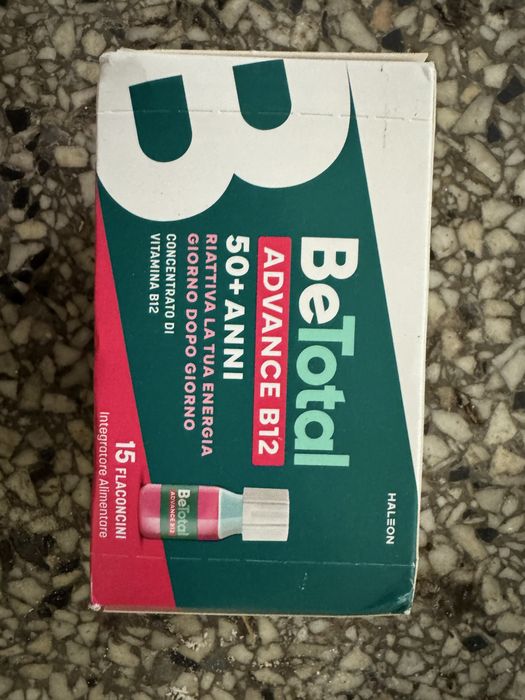 B
BeTotal
ADVANCE B12
50+ ANNI
RIATTIVA LA TUA ENERGIA
GIORNO DOPO GIORNO
CONCENTRATO DI
VITAMINA B12
HALEON
BeTotal
ADVANCE B12
15 FLACONCINI
Integratore Alimentare